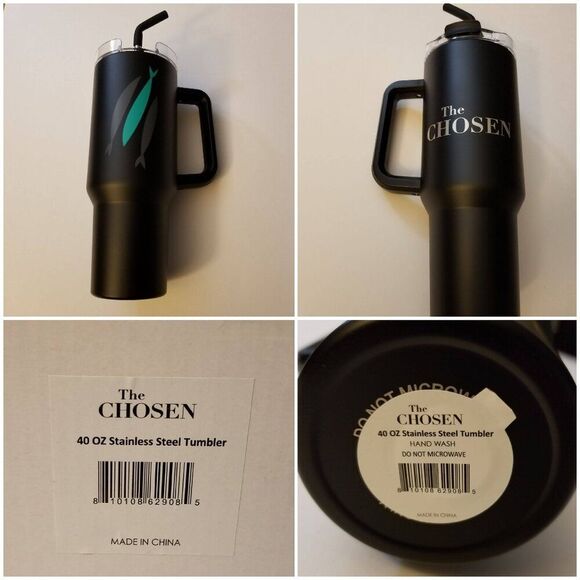 The
CHOSEN
The
CHOSEN
40 OZ Stainless Steel Tumbler
8 10108 62908 5
MADE IN CHINA
DO NOT MICROW
The
CHOSEN
40 OZ Stainless Steel Tumbler
HAND WASH
DO NOT MICROWAVE
8 10108 62908 5
MADE IN CHINA